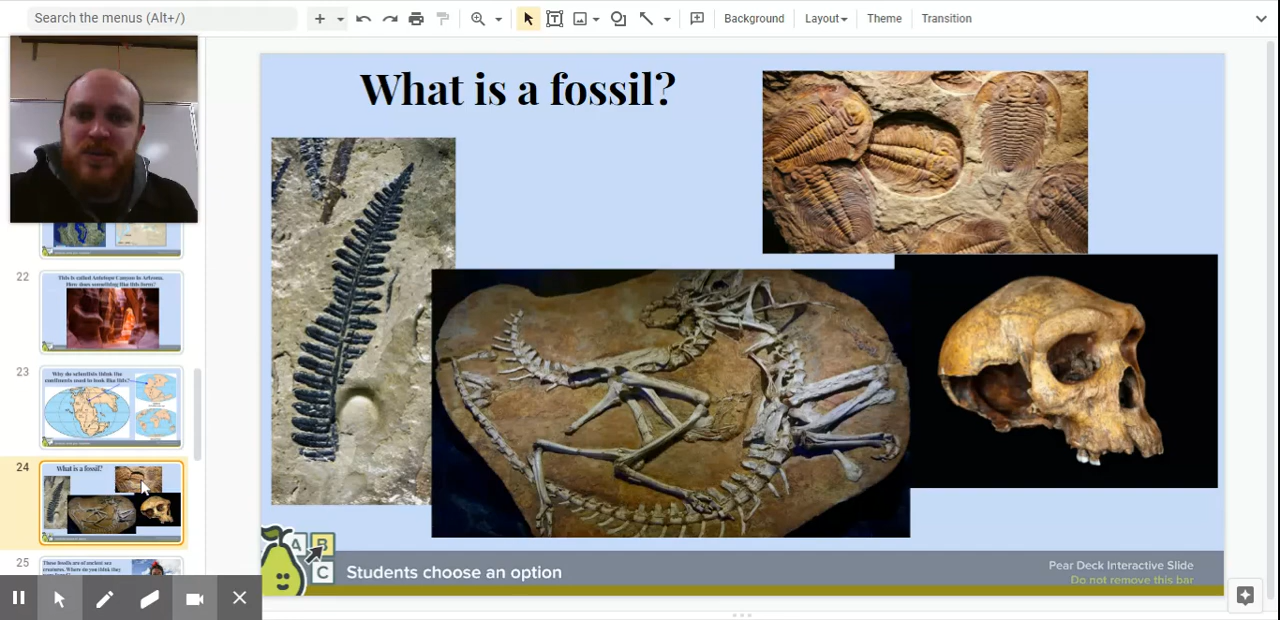 Search the menus (Alt+/)
Background
Layout
Theme
Transition
What is a fossil?
22
This is called Antelope Canyon in Arizona.
How does something like this form?
23
Why do scientists think the
continents used to look like this?
24
What is a fossil?
25
These fossils are of ancient sea
creatures. Where do you think they
A B
C
Students choose an option
Pear Deck Interactive Slide
Do not remove this bar